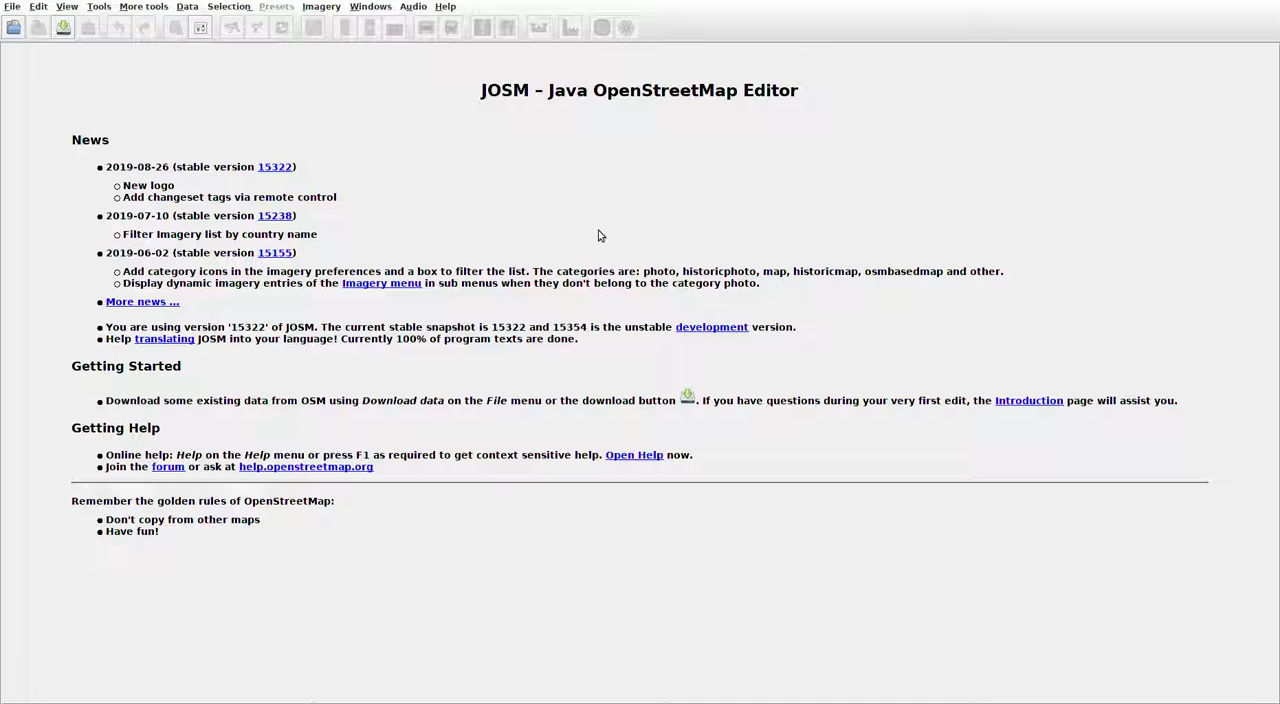 File Edit View Tools More tools Data Selection Presets Imagery Windows Audio Help
JOSM – Java OpenStreetMap Editor
News
2019-08-26 (stable version 15322)
New logo
Add changeset tags via remote control
2019-07-10 (stable version 15238)
Filter Imagery list by country name
2019-06-02 (stable version 15155)
Add category icons in the imagery preferences and a box to filter the list. The categories are: photo, historicphoto, map, historicmap, osmbasedmap and other.
Display dynamic imagery entries of the Imagery menu in sub menus when they don't belong to the category photo.
More news ...
You are using version '15322' of JOSM. The current stable snapshot is 15322 and 15354 is the unstable development version.
Help translating JOSM into your language! Currently 100% of program texts are done.
Getting Started
Download some existing data from OSM using Download data on the File menu or the download button . If you have questions during your very first edit, the Introduction page will assist you.
Getting Help
Online help: Help on the Help menu or press F1 as required to get context sensitive help. Open Help now.
Join the forum or ask at help.openstreetmap.org
Remember the golden rules of OpenStreetMap:
Don't copy from other maps
Have fun!